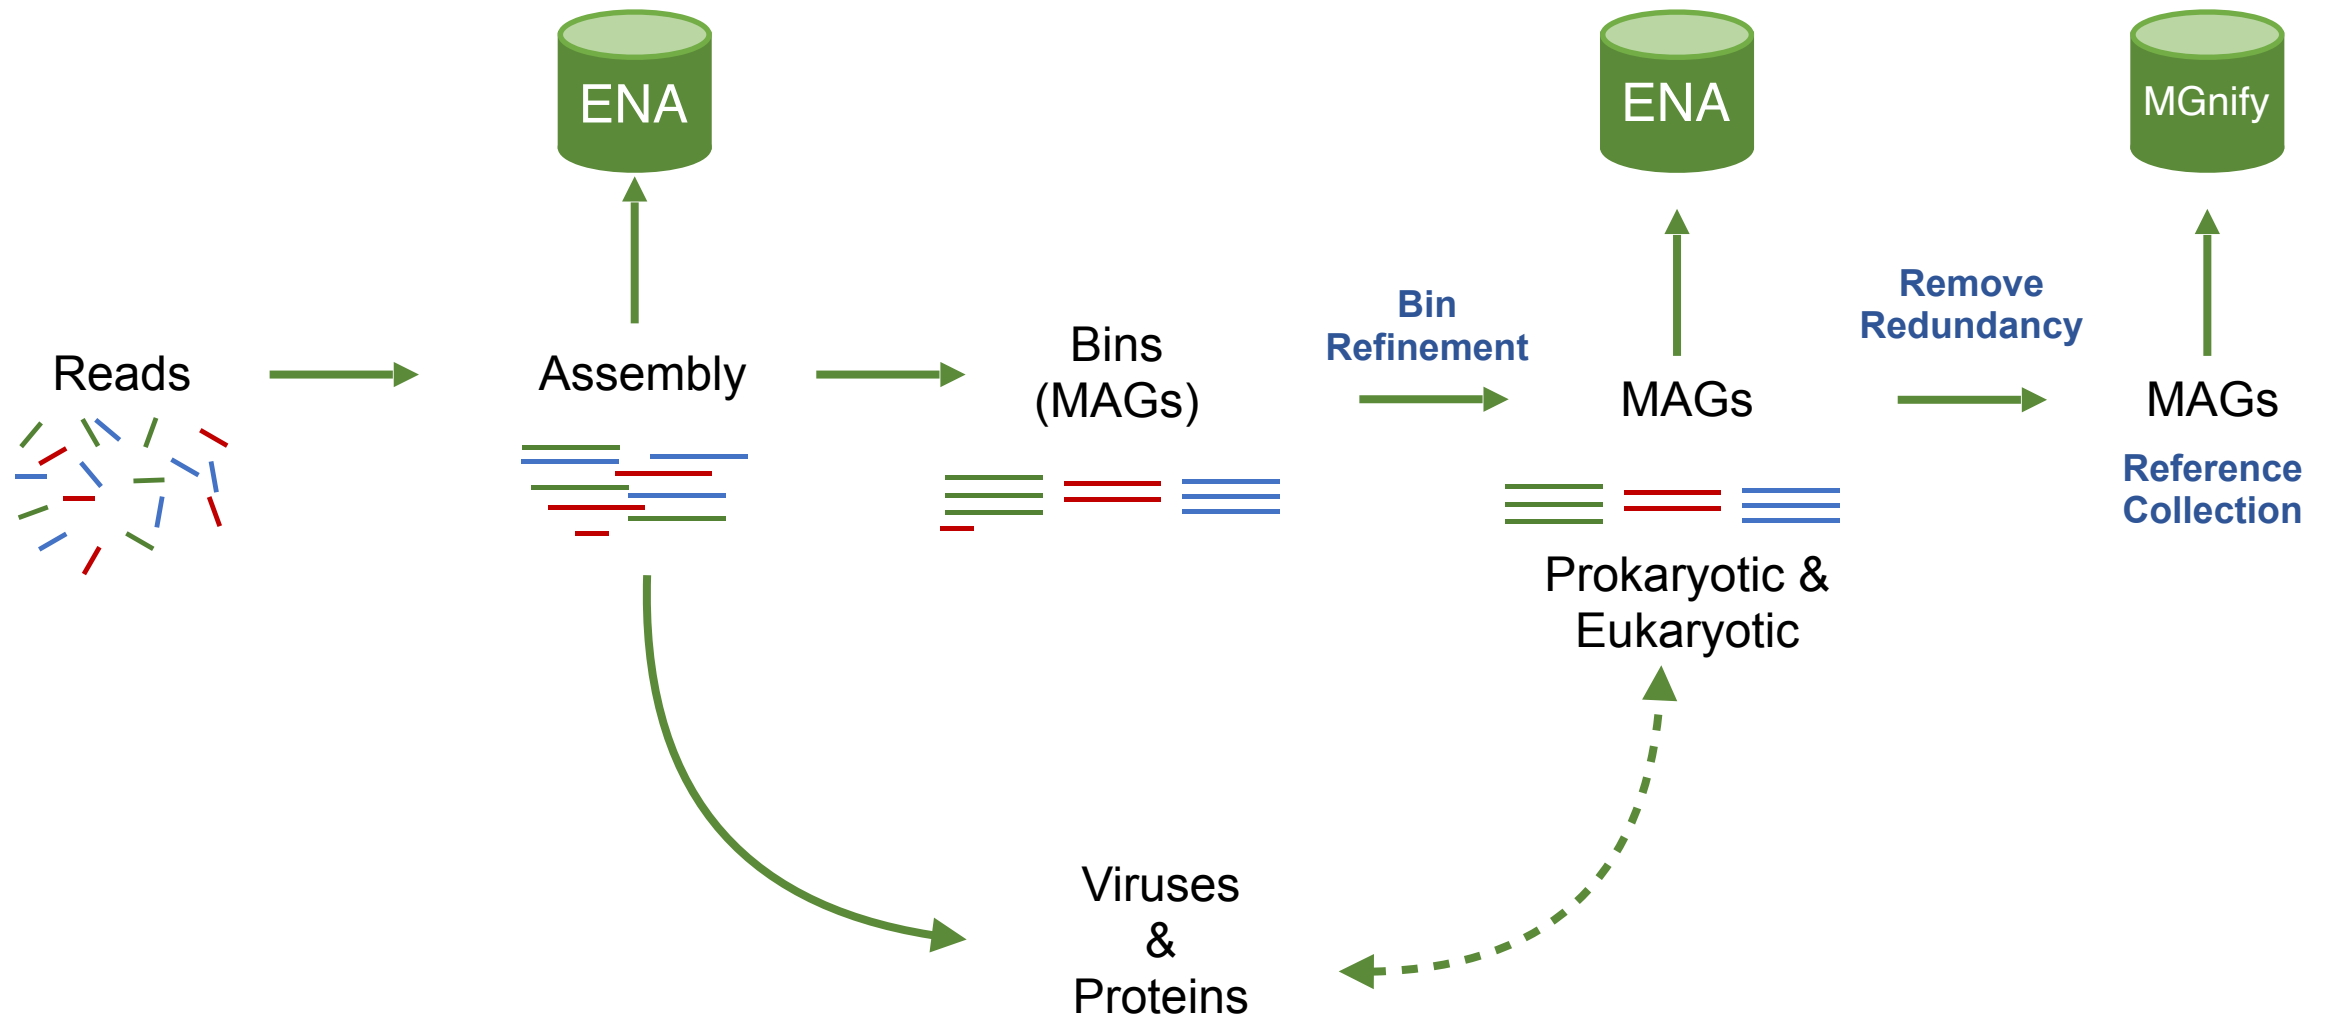 ENA
ENA
MGnify
Reads
Assembly
Bins
(MAGs)
Bin
Refinement
MAGs
Prokaryotic &
Eukaryotic
Remove
Redundancy
MAGs
Reference
Collection
Viruses
&
Proteins